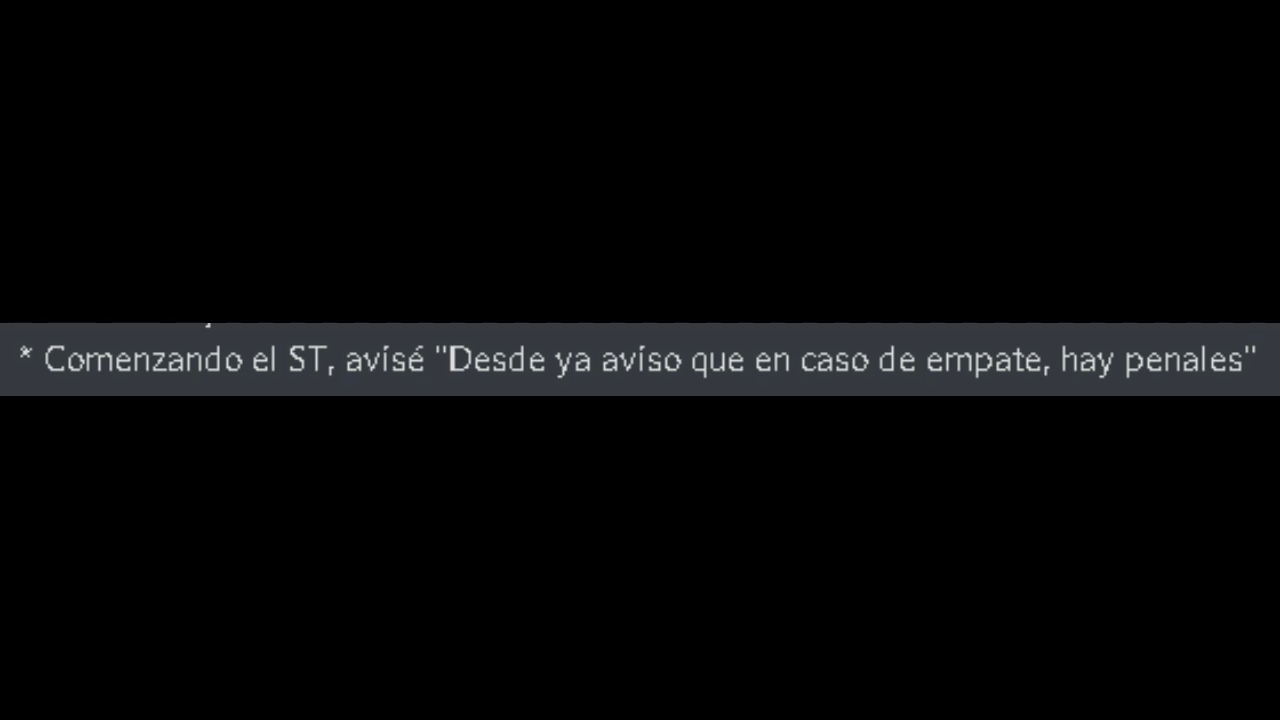 * Comenzando el ST, avisé "Desde ya aviso que en caso de empate, hay penales"